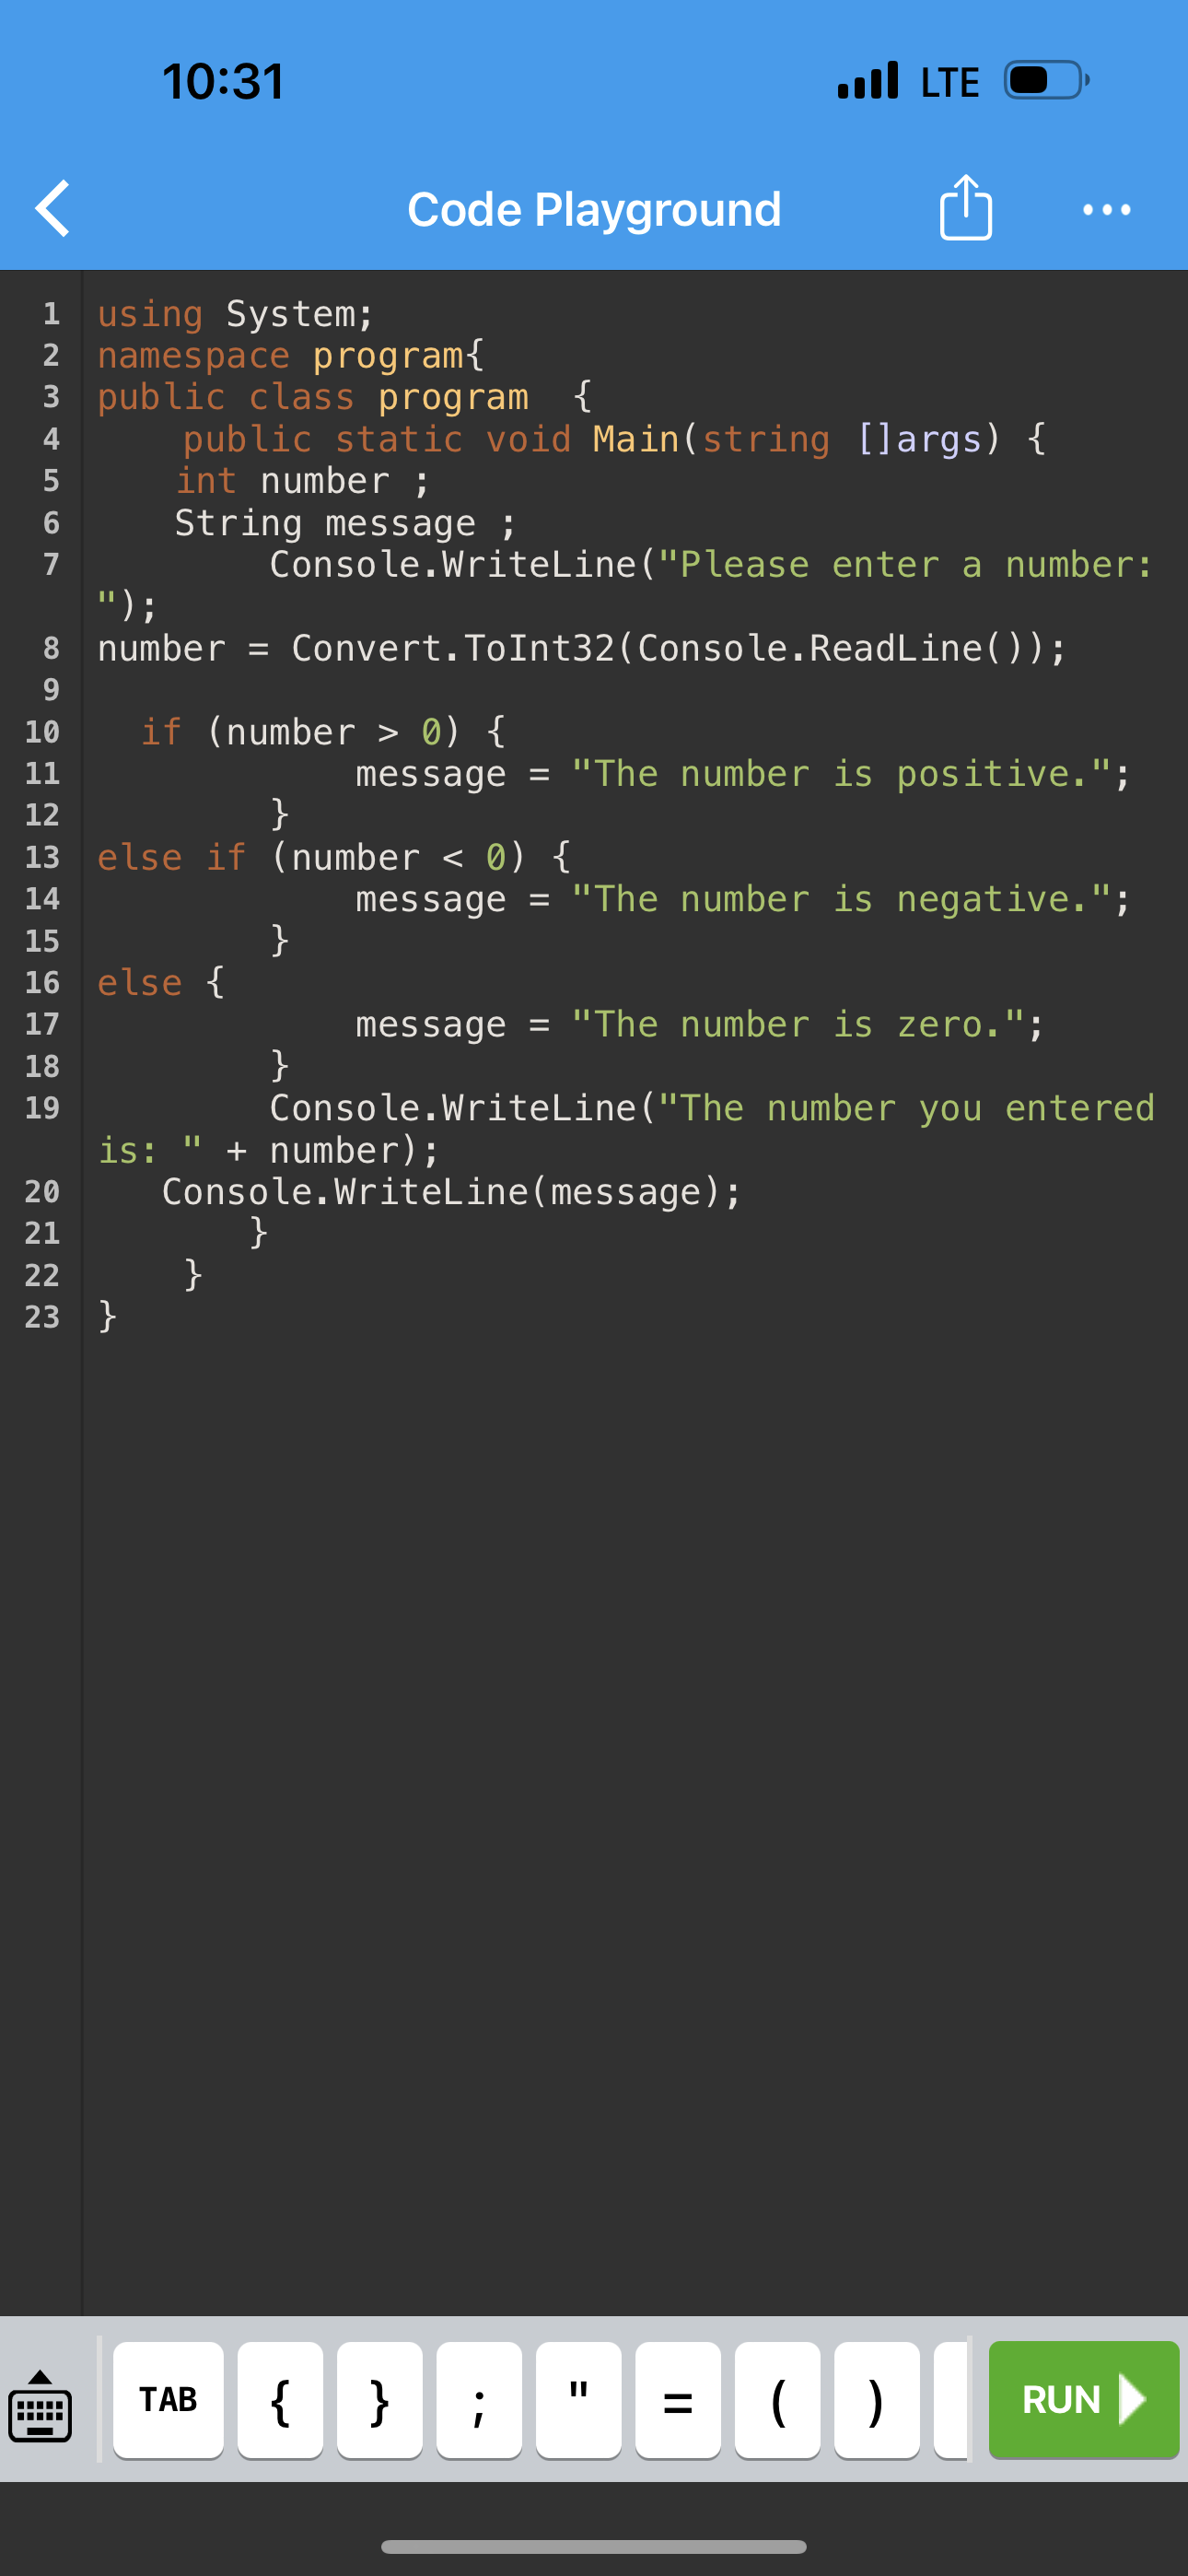 10:31 LTE
Code Playground
1 using System;
2 namespace program{
3 public class program  {
4     public static void Main(string []args) {
5    int number ;
6    String message ;
7         Console.WriteLine("Please enter a number:
");
8 number = Convert.ToInt32(Console.ReadLine());
9
10   if (number > 0) {
11             message = "The number is positive.";
12         }
13 else if (number < 0) {
14             message = "The number is negative.";
15         }
16 else {
17             message = "The number is zero.";
18         }
19         Console.WriteLine("The number you entered
is: " + number);
20    Console.WriteLine(message);
21        }
22     }
23 }
TAB { } ; " = ( ) RUN